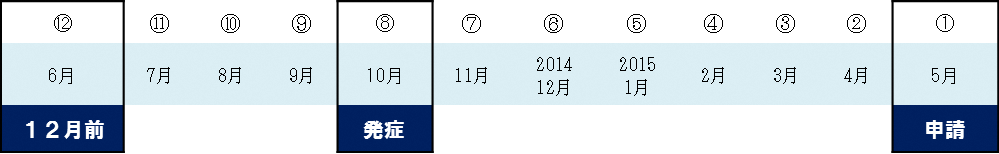 ⑫ ⑪ ⑩ ⑨ ⑧ ⑦ ⑥ ⑤ ④ ③ ② ①
6月 7月 8月 9月 10月 11月 2014 12月 2015 1月 2月 3月 4月 5月
１２月前 発症 申請